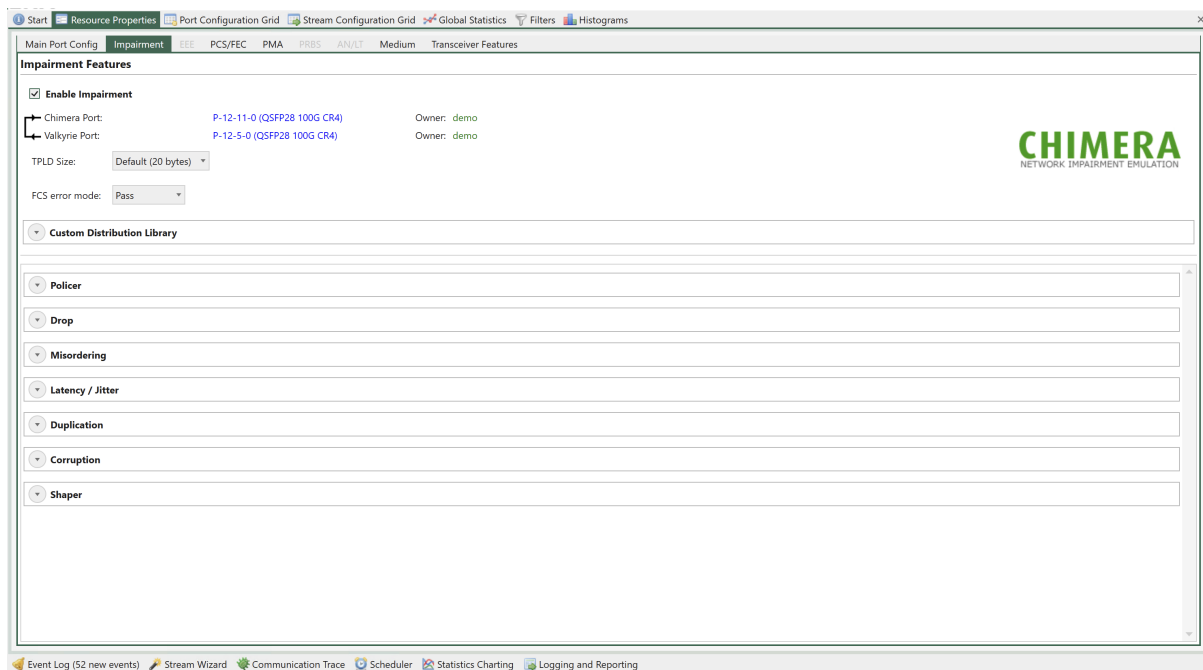 Start Resource Properties Port Configuration Grid Stream Configuration Grid Global Statistics Filters Histograms
Main Port Config Impairment EEE PCS/FEC PMA PRBS AN/LT Medium Transceiver Features
Impairment Features
Enable Impairment
Chimera Port: P-12-11-0 (QSFP28 100G CR4) Owner: demo
Valkyrie Port: P-12-5-0 (QSFP28 100G CR4) Owner: demo
CHIMERA
NETWORK IMPAIRMENT EMULATION
TPLD Size: Default (20 bytes)
FCS error mode: Pass
Custom Distribution Library
Policer
Drop
Misordering
Latency / Jitter
Duplication
Corruption
Shaper
Event Log (52 new events) Stream Wizard Communication Trace Scheduler Statistics Charting Logging and Reporting